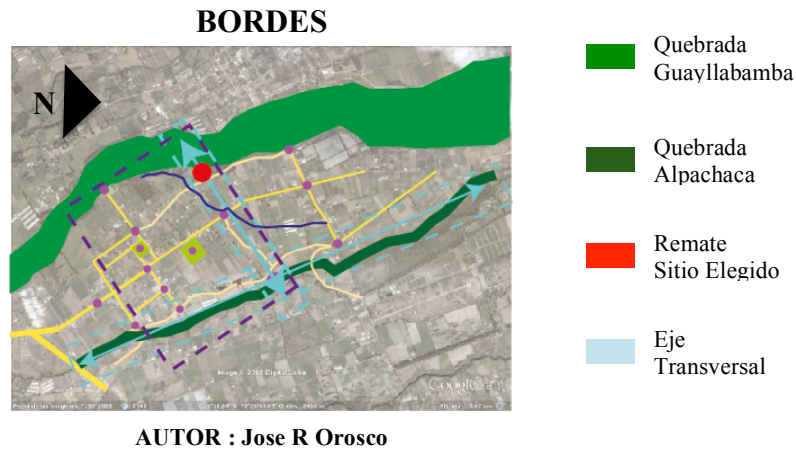 BORDES
N
Quebrada
Guayllabamba
Quebrada
Alpachaca
Remate
Sitio Elegido
Eje
Transversal
AUTOR : Jose R Orosco